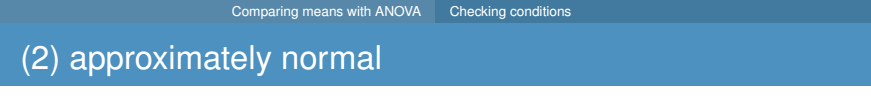 Comparing means with ANOVA Checking conditions
(2) approximately normal